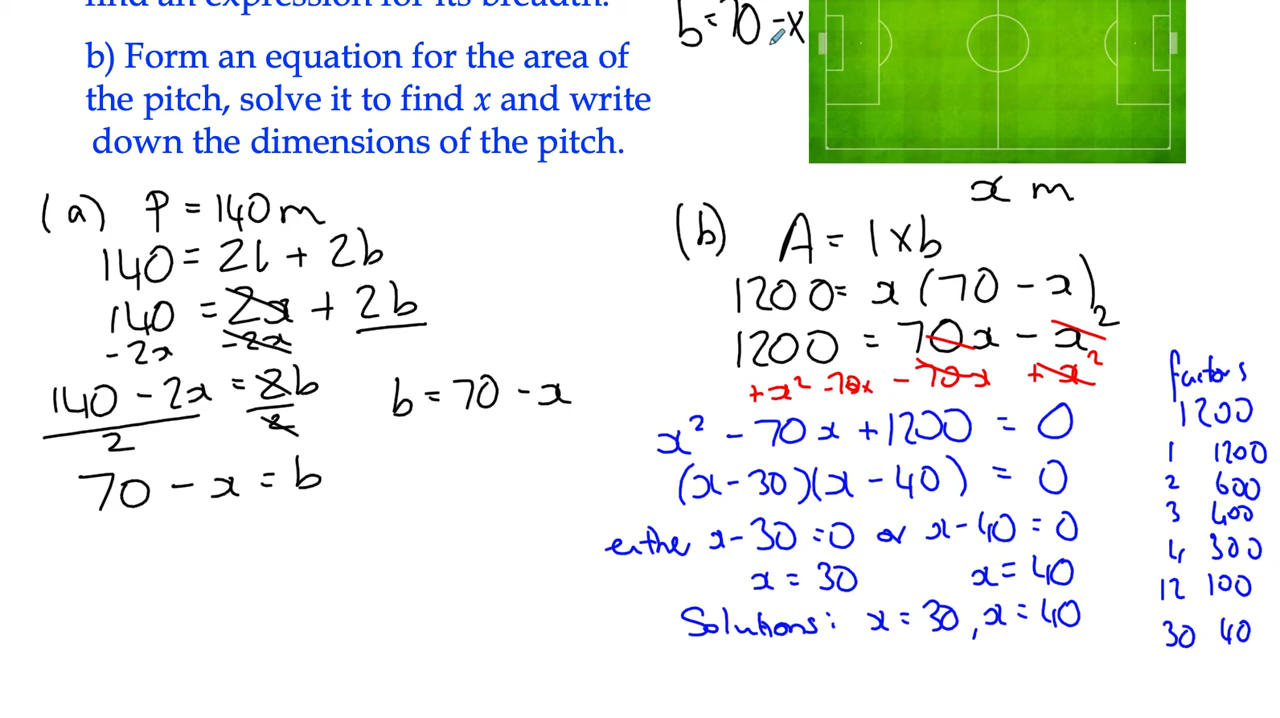 find an expression for its breadth.
b) Form an equation for the area of
the pitch, solve it to find x and write
down the dimensions of the pitch.
b = 70 - x
x m
(a) P = 140 m
140 = 2l + 2b
140 = 2x + 2b
-2x -2x
140 - 2x = 2b
2 2
70 - x = b
b = 70 - x
(b) A = l × b
1200 = x (70 - x)
1200 = 70x - x²
+x² -70x -70x +x²
x² - 70x + 1200 = 0
(x - 30)(x - 40) = 0
either x - 30 = 0 or x - 40 = 0
x = 30 x = 40
Solutions: x = 30, x = 40
factors
1200
1 1200
2 600
3 400
4 300
12 100
30 40